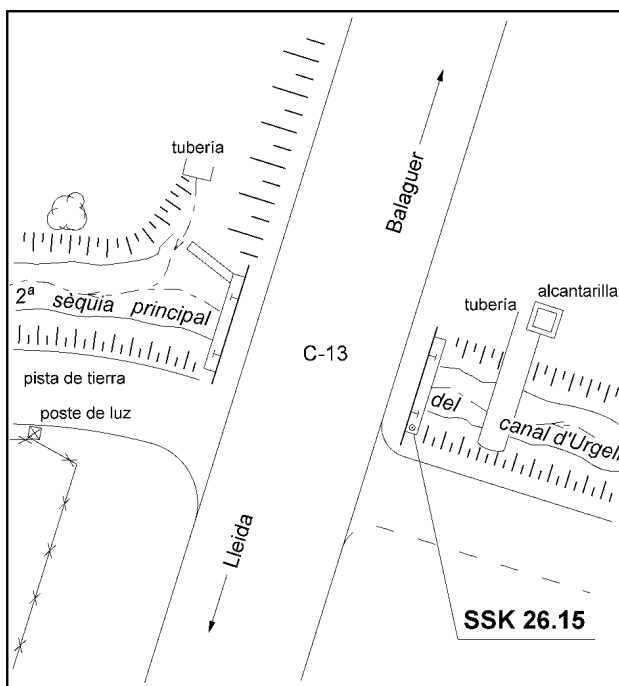 Balaguer
tubería
2ª sèquia principal
tubería
alcantarilla
C-13
pista de tierra
poste de luz
del canal d'Urgell
Lleida
SSK 26.15